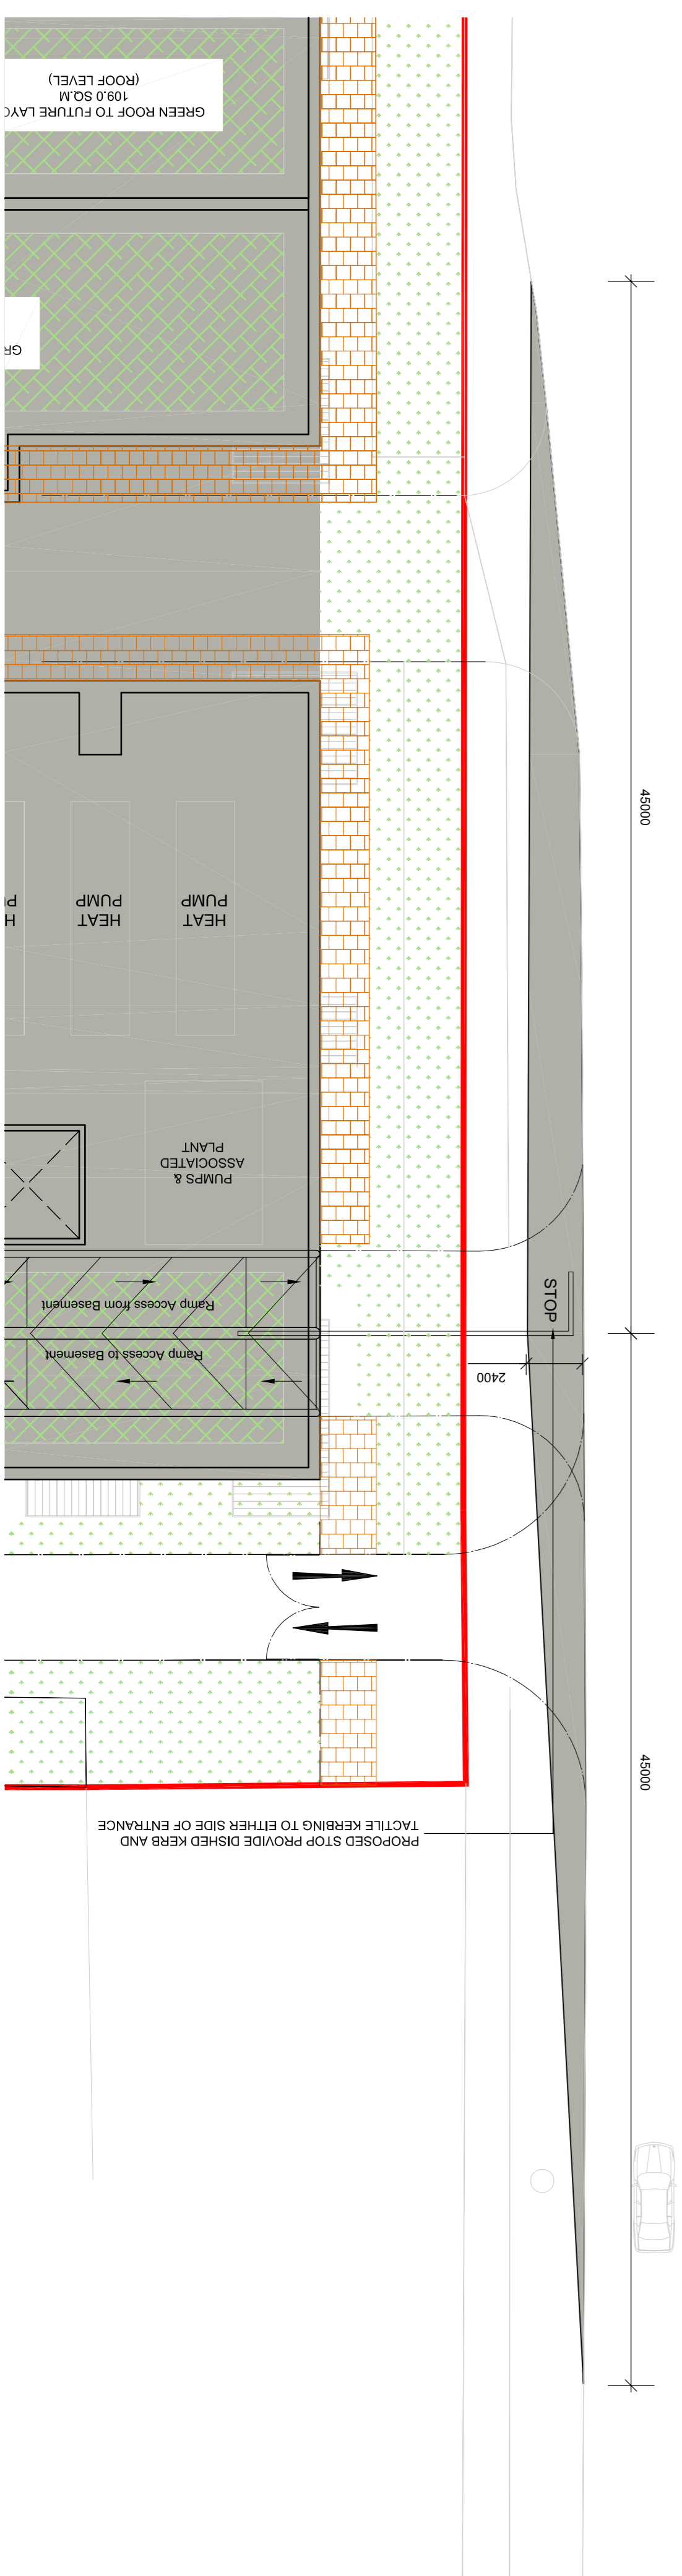 GREEN ROOF TO FUTURE LAYO
109.0 SQ.M
(ROOF LEVEL)
GR
45000
HEAT
PUMP
HEAT
PUMP
H
PUMPS &
ASSOCIATED
PLANT
Ramp Access from Basement
Ramp Access to Basement
STOP
2400
45000
PROPOSED STOP PROVIDE DISHED KERB AND
TACTILE KERBING TO EITHER SIDE OF ENTRANCE